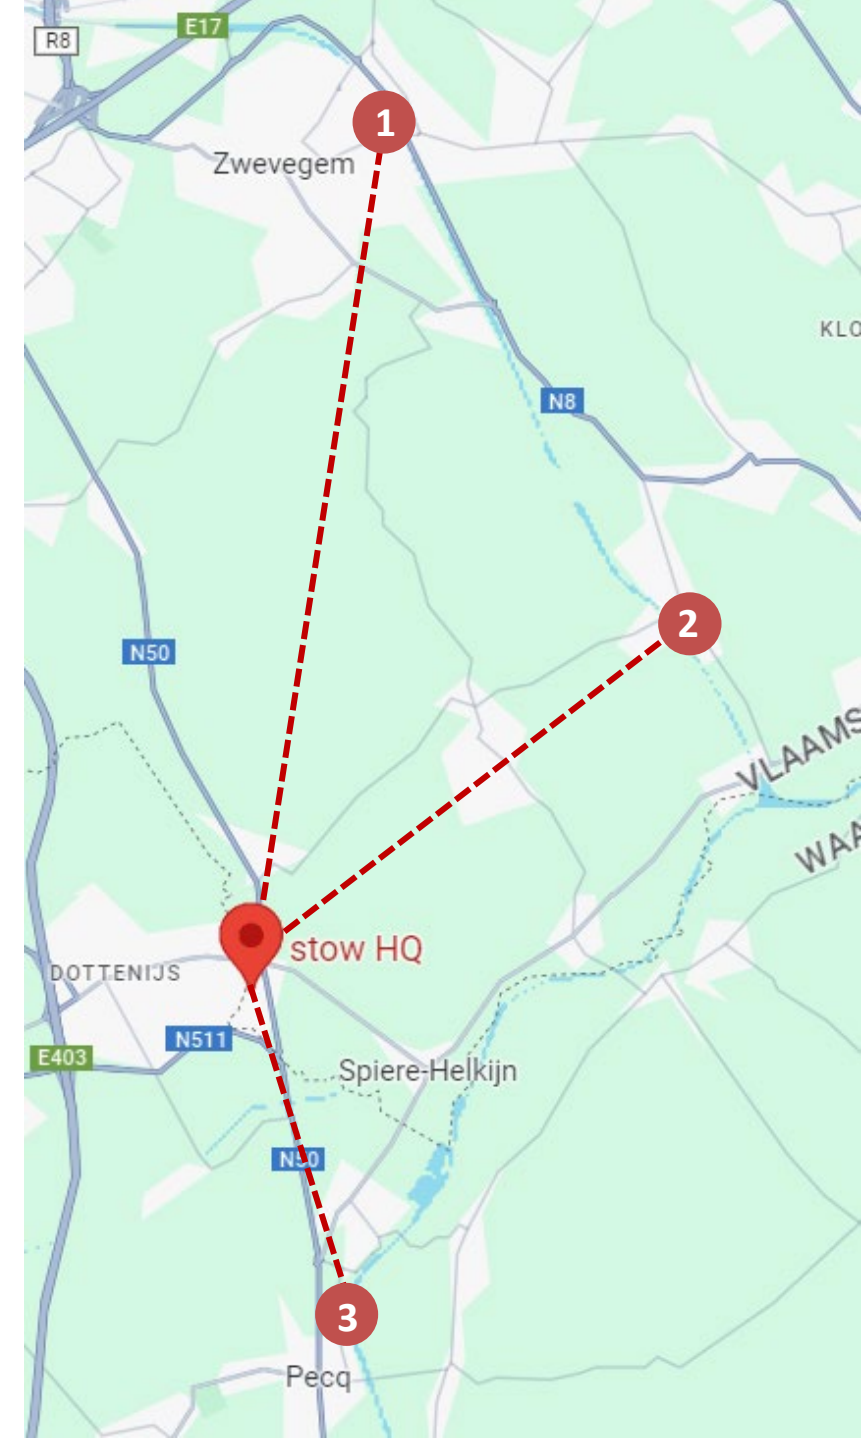 E17
R8
1
Zwevegem
KLO
N8
2
N50
VLAAMS
WAA
stow HQ
DOTTENIJS
N511
E403
Spiere-Helkijn
N50
3
Pecq